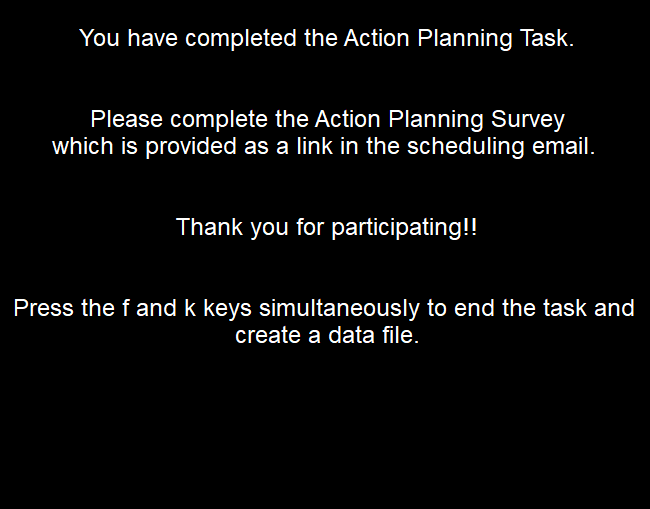 You have completed the Action Planning Task.
Please complete the Action Planning Survey
which is provided as a link in the scheduling email.
Thank you for participating!!
Press the f and k keys simultaneously to end the task and
create a data file.